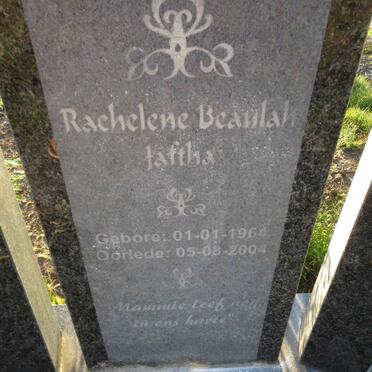 Rachelene Beaulah
Jaftha
Gebore: 01-01-1964
Oorlede: 05-08-2004
"Mammie leef nog
in ons harte"